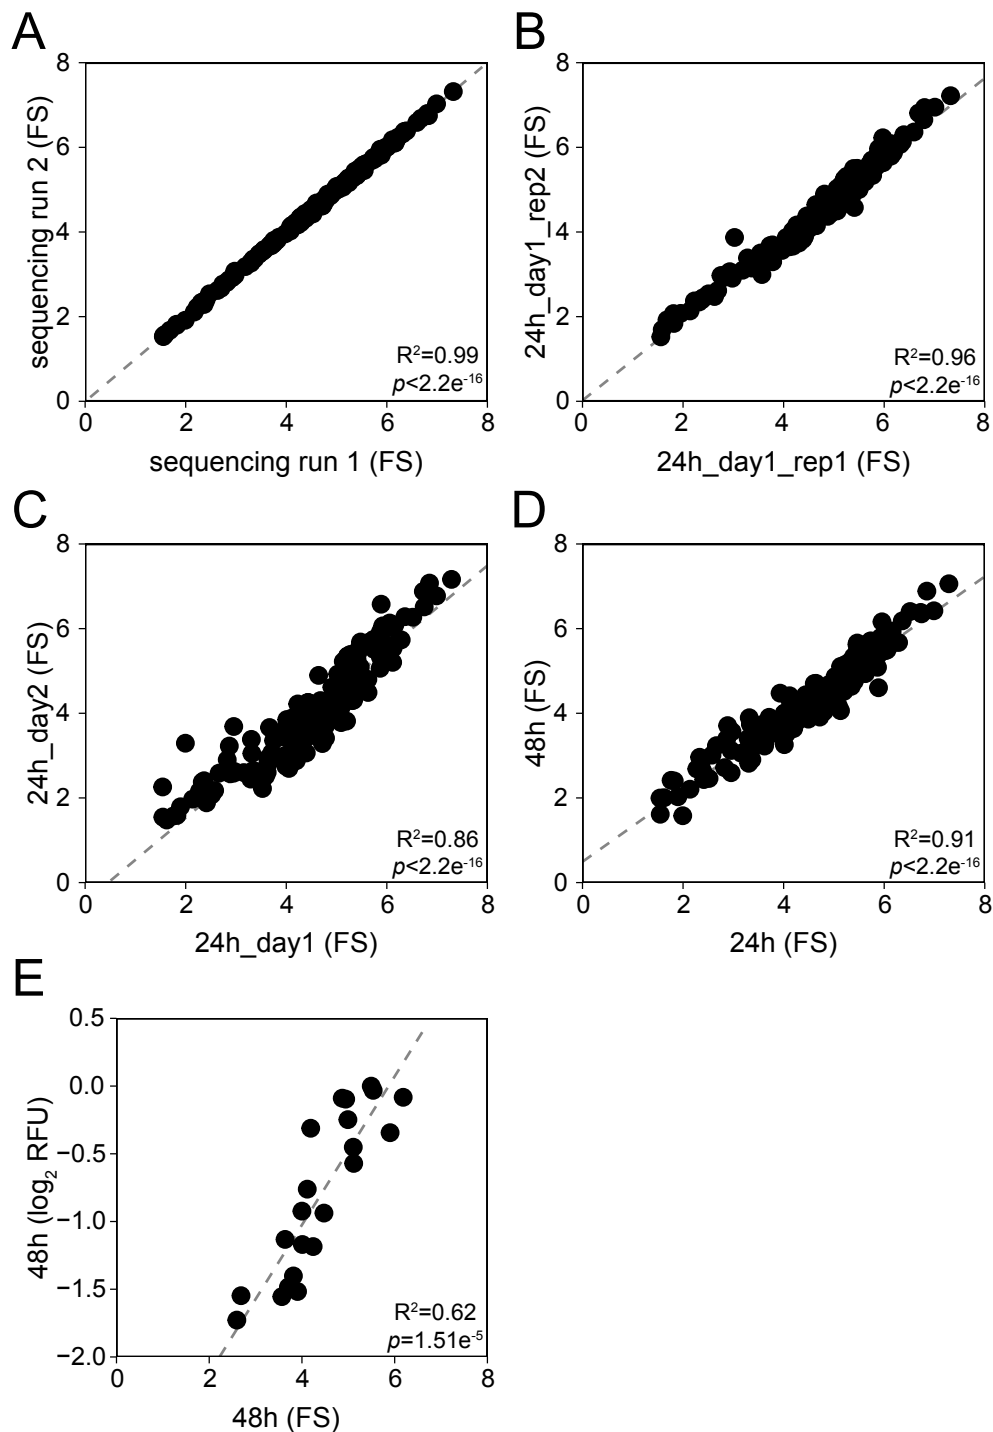 A
8
6
4
2
0
0 2 4 6 8
sequencing run 2 (FS)
R²=0.99
p<2.2e⁻¹⁶
sequencing run 1 (FS)
B
8
6
14
2
0
0 2 4 6 8
24h_day1_rep2 (FS)
R²=0.96
p<2.2e⁻¹⁶
24h_day1_rep1 (FS)
C
8
6
4
2
0
0 2 4 6 8
24h_day2 (FS)
R²=0.86
p<2.2e⁻¹⁶
24h_day1 (FS)
D
8
6
4
2
0
0 2 4 6 8
48h (FS)
R²=0.91
p<2.2e⁻¹⁶
24h (FS)
E
0.5
0.0
−0.5
−1.0
−1.5
−2.0
0 2 4 6 8
48h (log₂ RFU)
R²=0.62
p=1.51e⁻⁵
48h (FS)